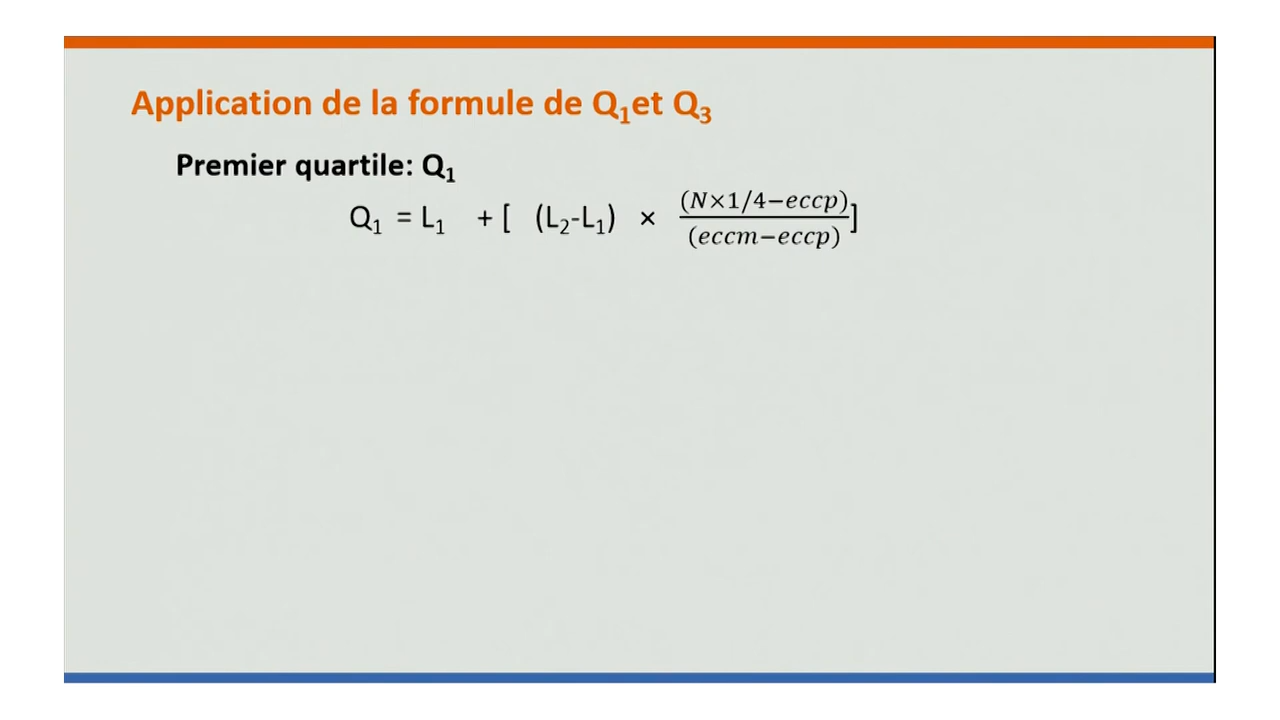 Application de la formule de Q₁et Q₃
Premier quartile: Q₁
Q₁ = L₁ + [ (L₂-L₁) × (N×1/4−eccp)/(eccm−eccp) ]